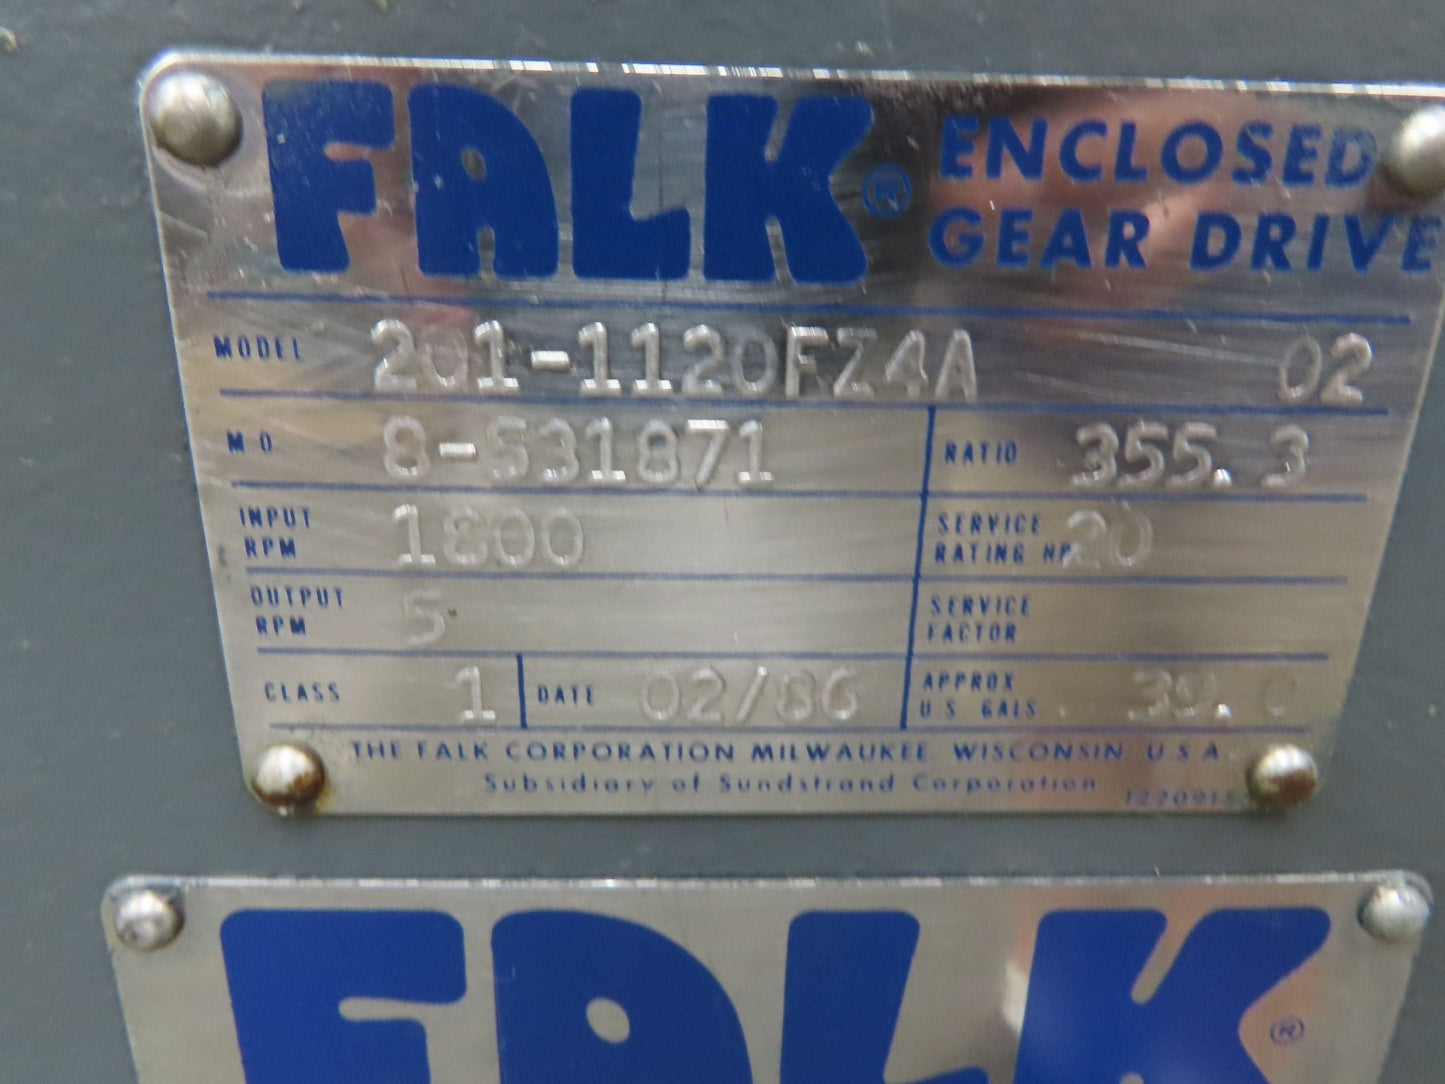 FALK® ENCLOSED
GEAR DRIVE
MODEL 201-1120FZ4A 02
M O 8-531871 RATIO 355.3
INPUT RPM 1800 SERVICE RATING HP 20
OUTPUT RPM 5 SERVICE FACTOR
CLASS 1 DATE 02/86 APPROX U S GALS
THE FALK CORPORATION MILWAUKEE, WISCONSIN U.S.A.
Subsidiary of Sundstrand Corporation
FALK®